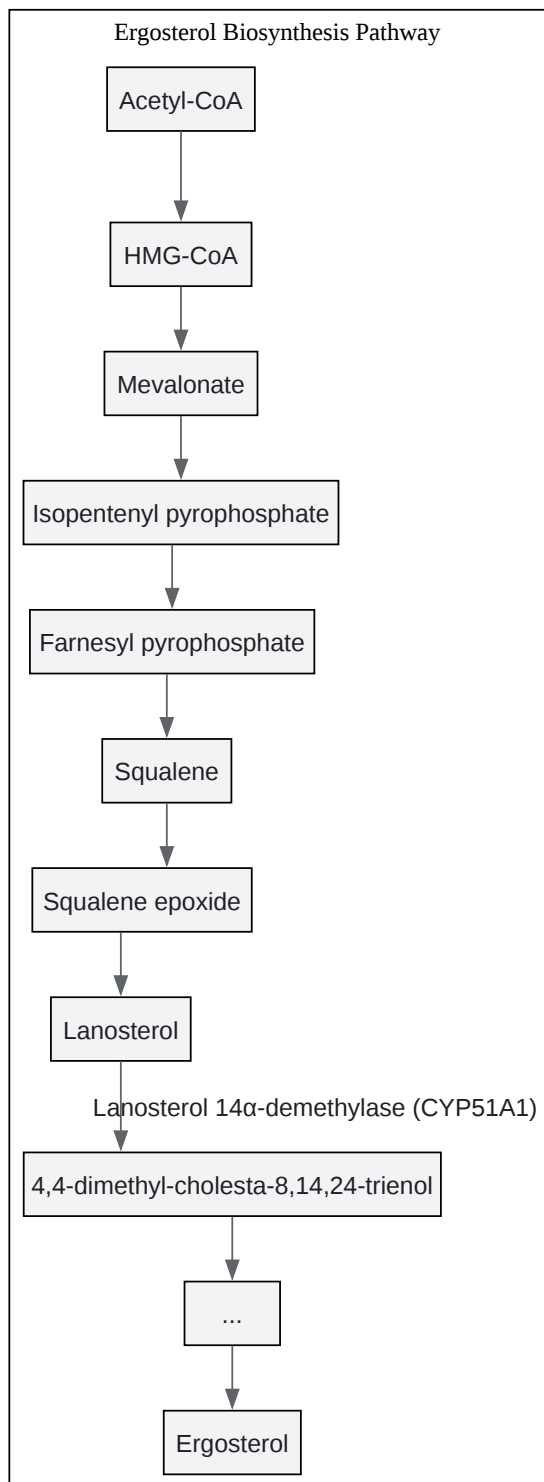 Ergosterol Biosynthesis Pathway
Acetyl-CoA
HMG-CoA
Mevalonate
Isopentenyl pyrophosphate
Farnesyl pyrophosphate
Squalene
Squalene epoxide
Lanosterol
Lanosterol 14α-demethylase (CYP51A1)
4,4-dimethyl-cholesta-8,14,24-trienol
...
Ergosterol